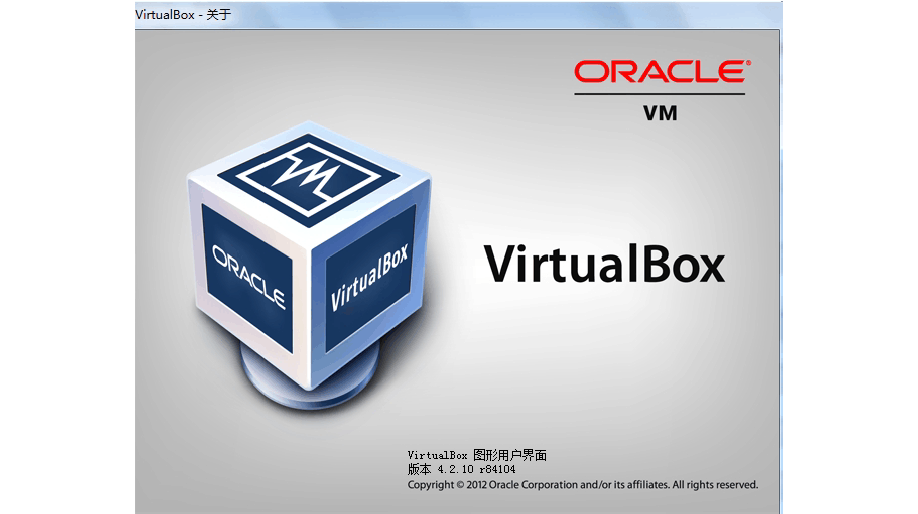 VirtualBox - 关于
ORACLE®
VM
ORACLE
VirtualBox
VirtualBox
VirtualBox 图形用户界面
版本 4.2.10 r84104
Copyright © 2012 Oracle Corporation and/or its affiliates. All rights reserved.